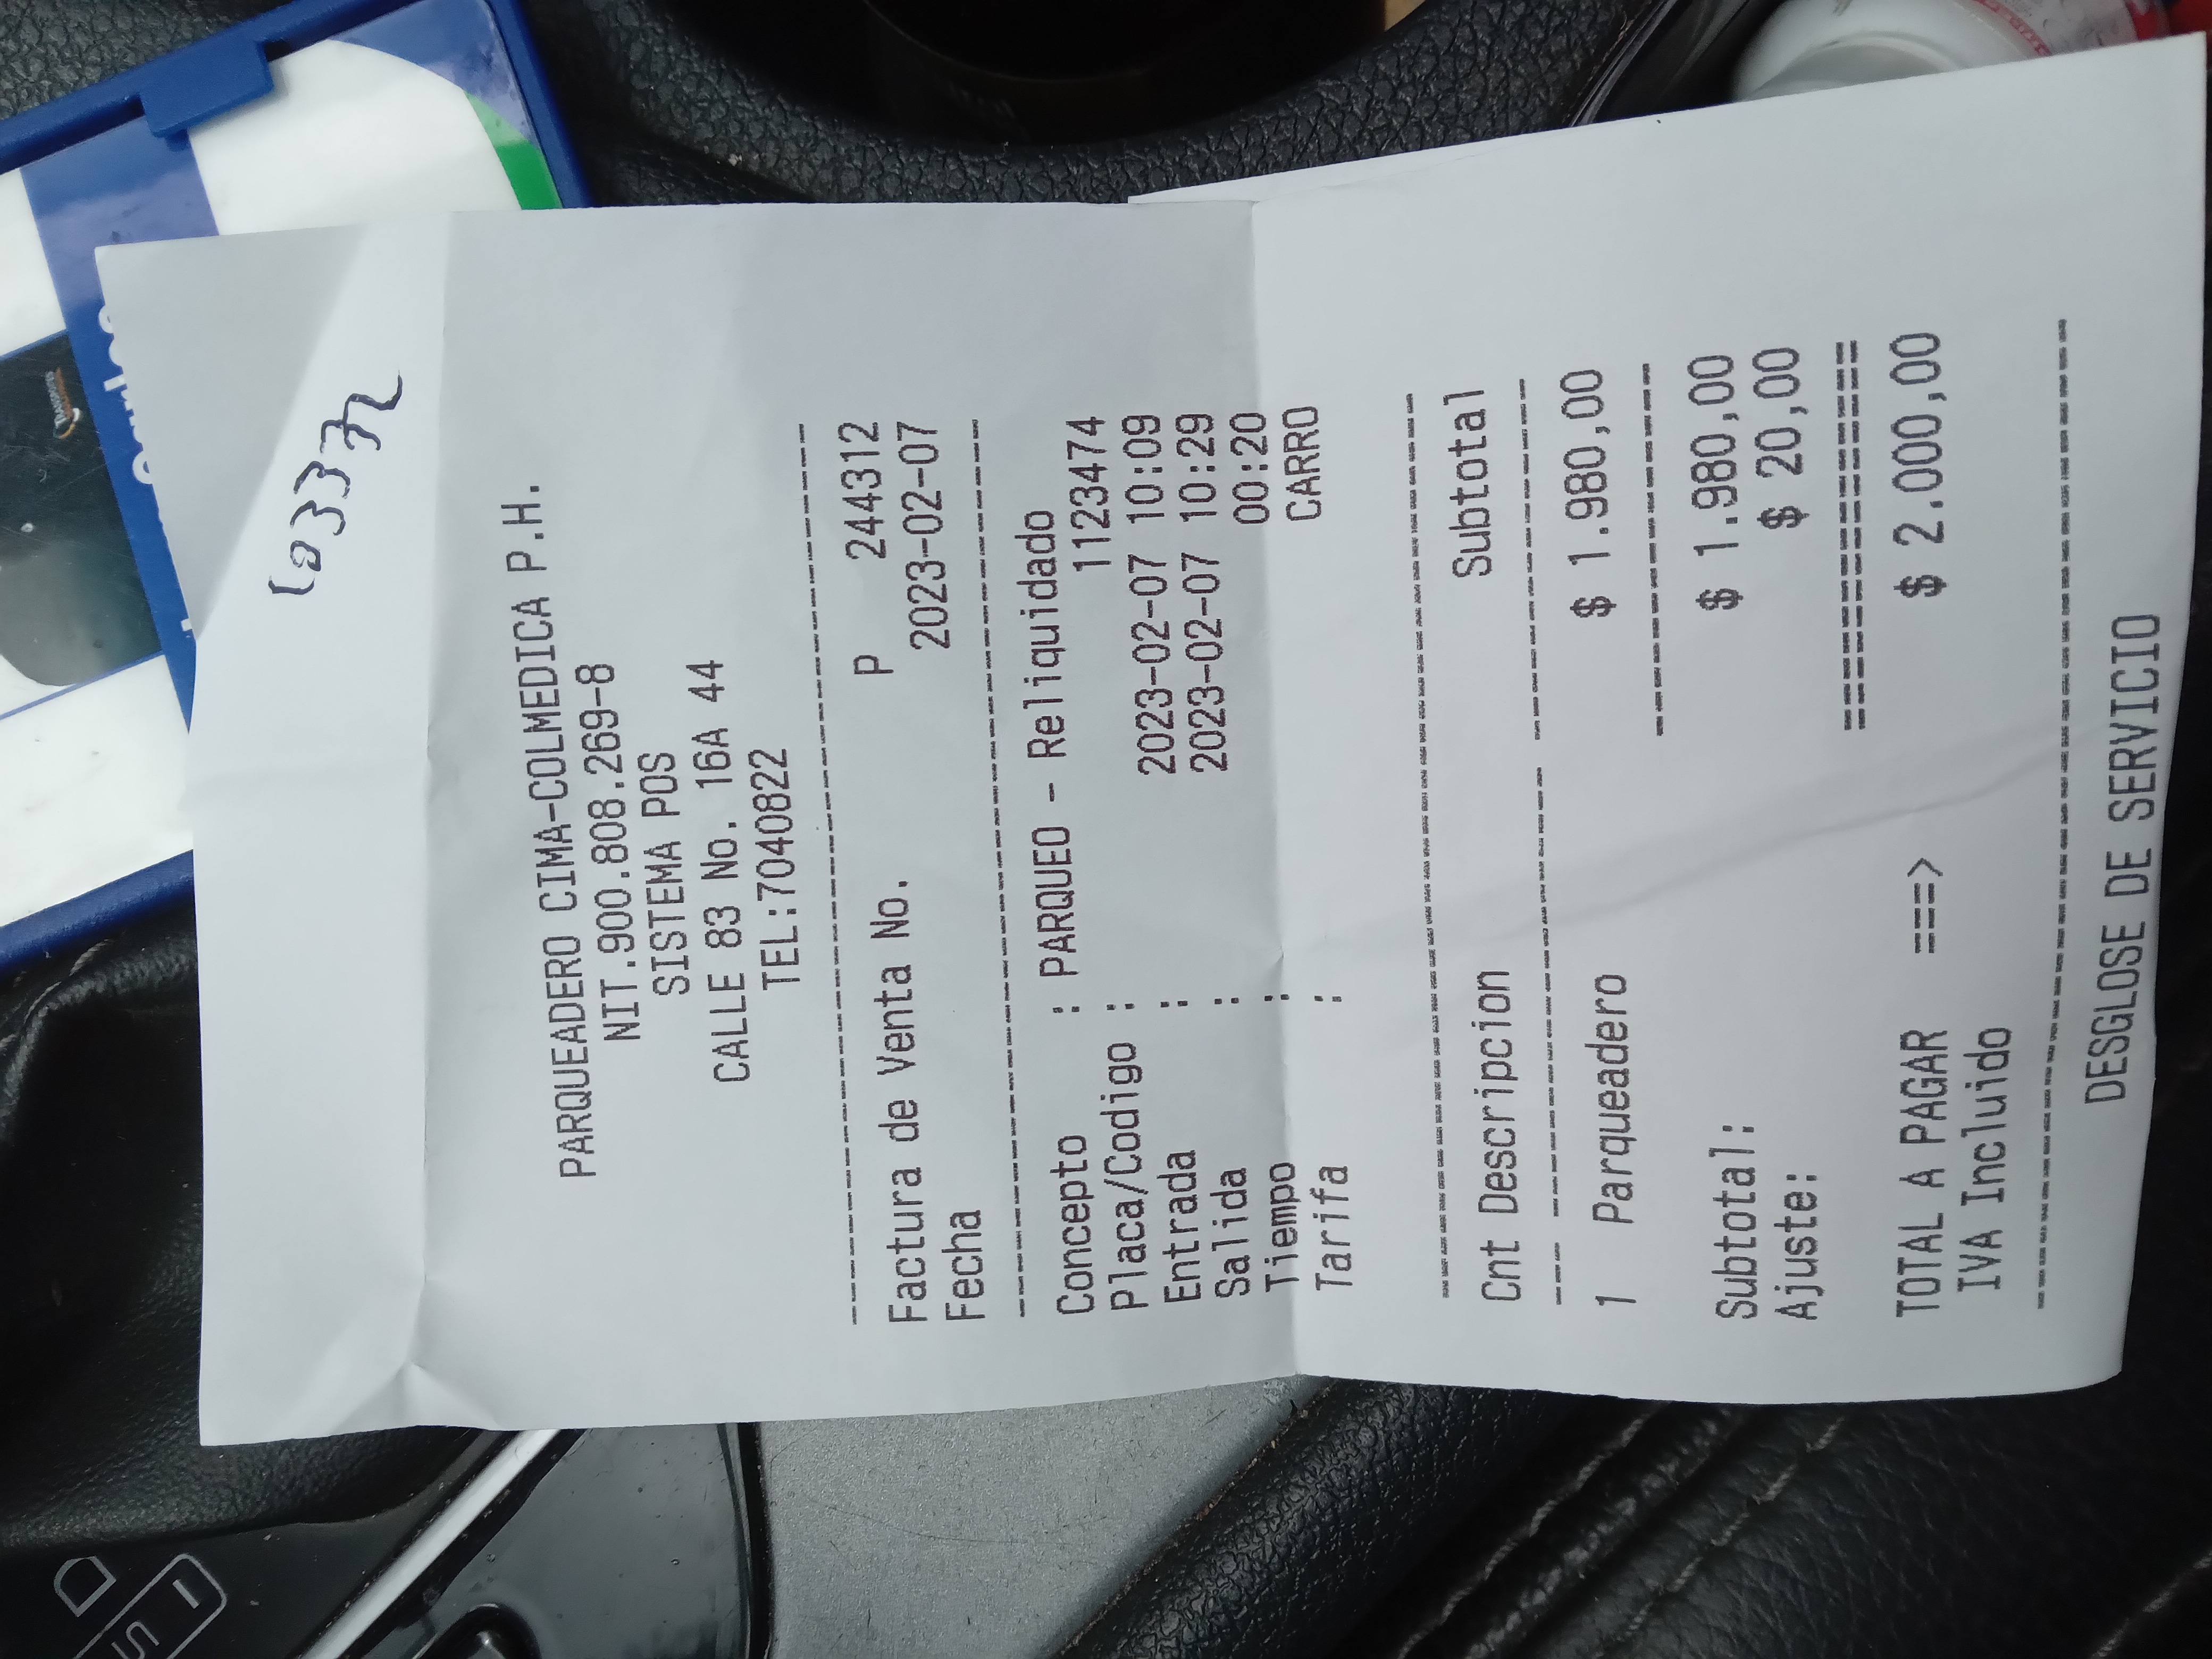 PARQUEADERO CIMA-COLMEDICA P.H.
NIT.900.808.269-8
SISTEMA POS
CALLE 83 No. 16A 44
TEL:7040822
--------------------------------
Factura de Venta No. P 244312
Fecha 2023-02-07
--------------------------------
Concepto : PARQUEO - Reliquidado
Placa/Codigo : 1123474
Entrada : 2023-02-07 10:09
Salida : 2023-02-07 10:29
Tiempo : 00:20
Tarifa : CARRO
--------------------------------
Cnt Descripcion Subtotal
--------------------------------
1 Parqueadero $ 1.980,00
Subtotal: $ 1.980,00
Ajuste: $ 20,00
TOTAL A PAGAR ===> $ 2.000,00
IVA Incluido
--------------------------------
DESGLOSE DE SERVICIO